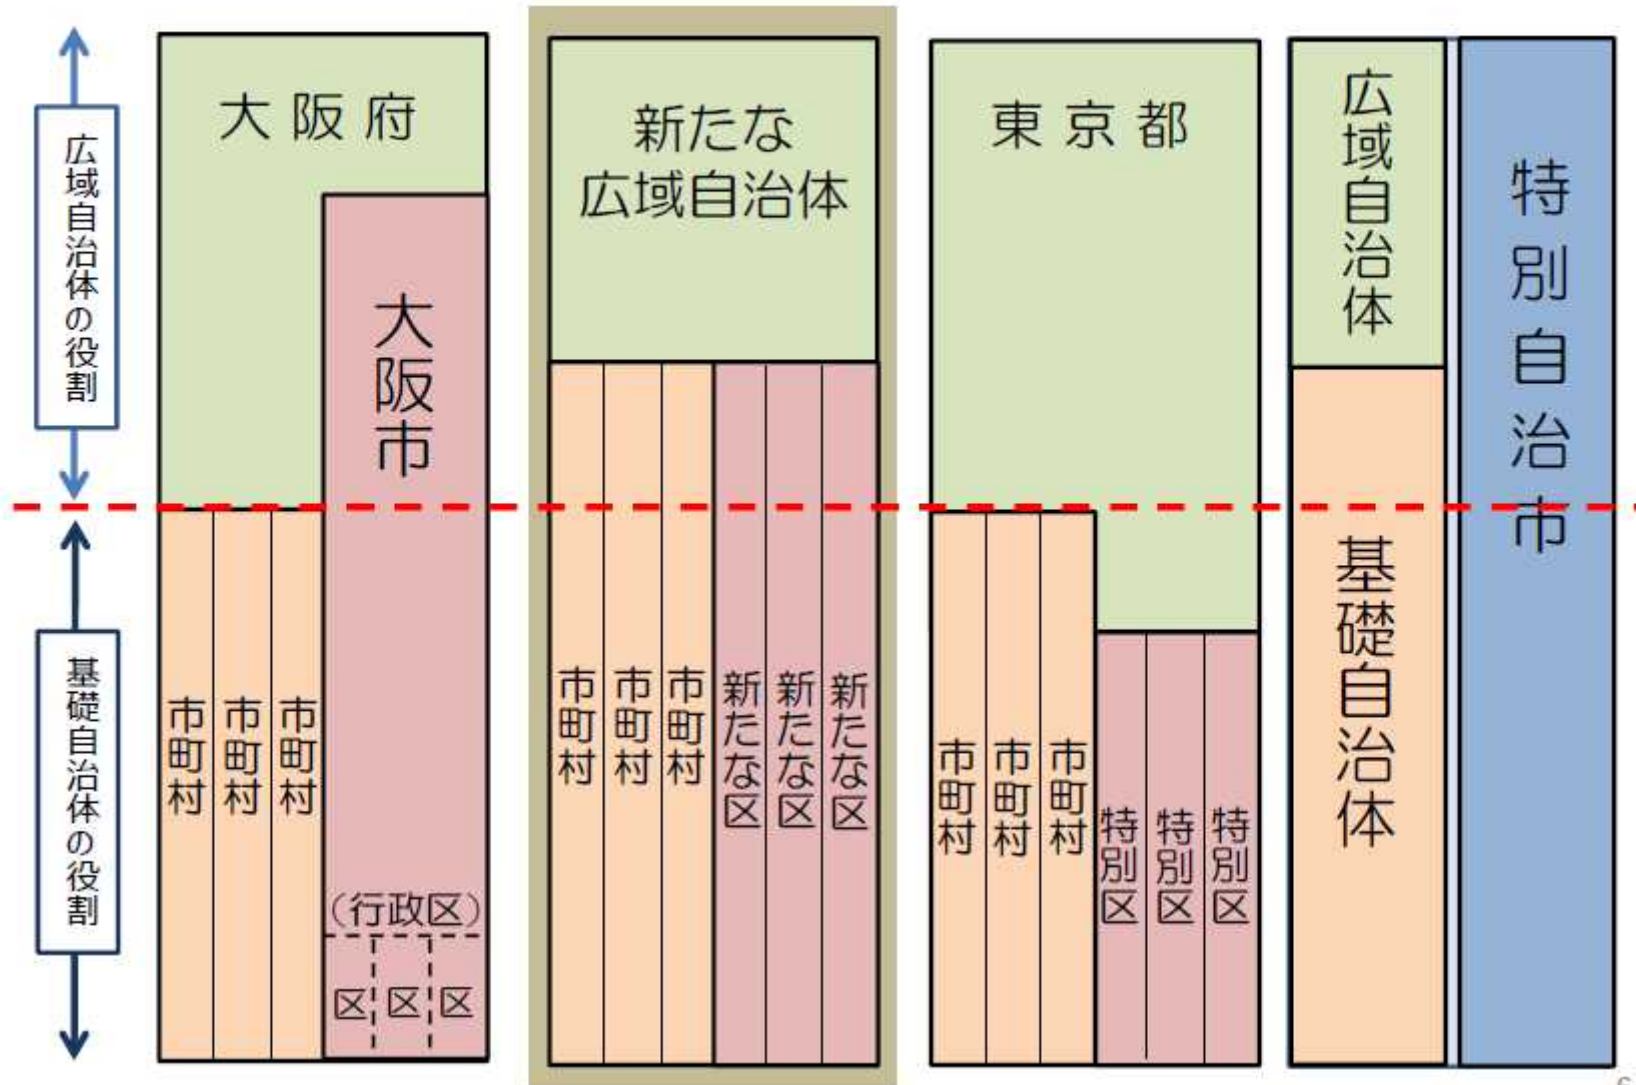 広域自治体の役割
基礎自治体の役割
大阪府
大阪市
市町村
市町村
市町村
（行政区）
区
区
区
新たな
広域自治体
市町村
市町村
市町村
新たな区
新たな区
新たな区
東京都
市町村
市町村
市町村
特別区
特別区
特別区
広域自治体
基礎自治体
特別自治市